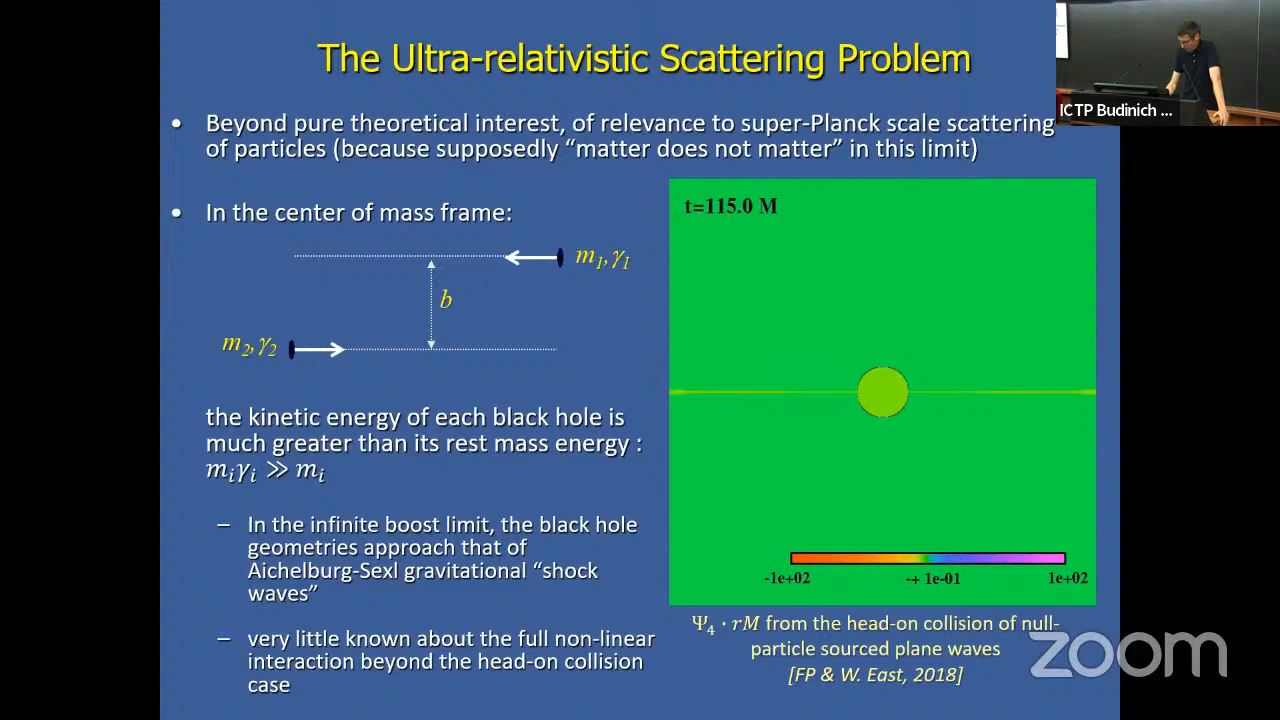 The Ultra-relativistic Scattering Problem
• Beyond pure theoretical interest, of relevance to super-Planck scale scattering
of particles (because supposedly “matter does not matter” in this limit)
• In the center of mass frame:
m₁,γ₁
b
m₂,γ₂
the kinetic energy of each black hole is
much greater than its rest mass energy :
mᵢγᵢ ≫ mᵢ
– In the infinite boost limit, the black hole
geometries approach that of
Aichelburg-Sexl gravitational “shock
waves”
– very little known about the full non-linear
interaction beyond the head-on collision
case
t=115.0 M
-1e+02 -+ 1e-01 1e+02
Ψ₄ · rM from the head-on collision of null-
particle sourced plane waves
[FP & W. East, 2018]
ICTP Budinich ...
zoom